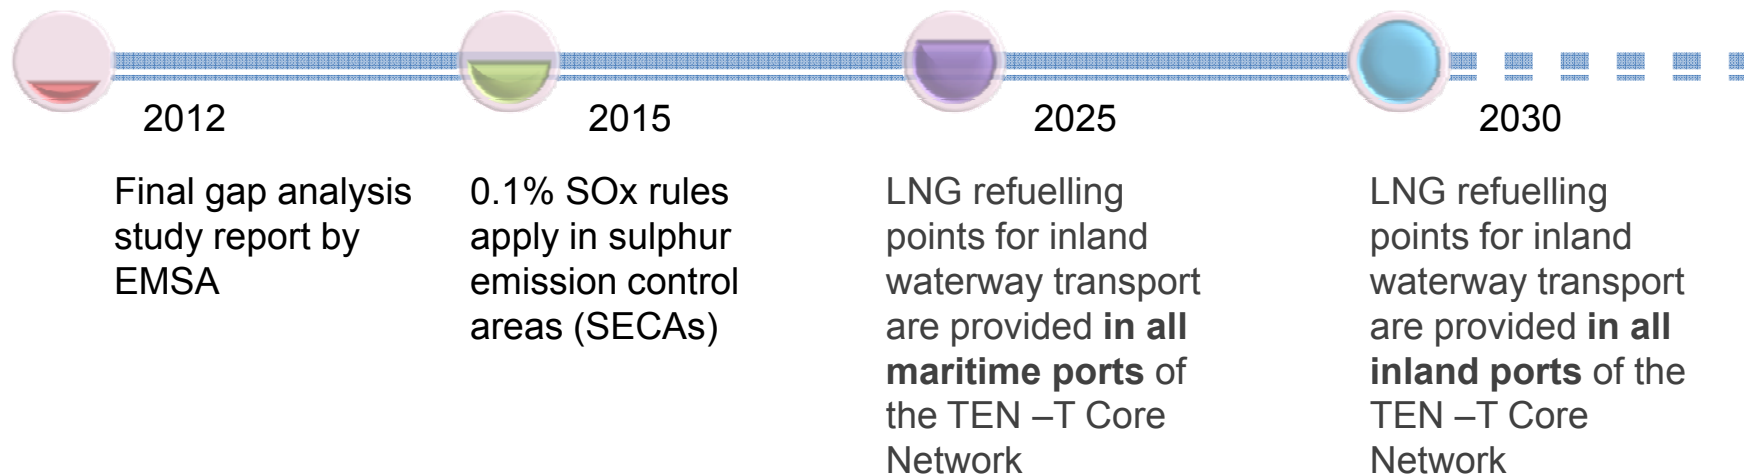 2012
Final gap analysis
study report by
EMSA
2015
0.1% SOx rules
apply in sulphur
emission control
areas (SECAs)
2025
LNG refuelling
points for inland
waterway transport
are provided in all
maritime ports of
the TEN –T Core
Network
2030
LNG refuelling
points for inland
waterway transport
are provided in all
inland ports of the
TEN –T Core
Network